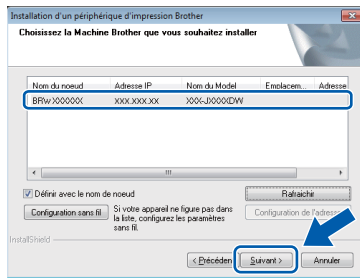 Installation d'un périphérique d'impression Brother
Choisissez la Machine Brother que vous souhaitez installer
Nom du noeud Adresse IP Nom du Model Emplacem... Adresse
BRWXXXXXX XXX.XXX.XX XXX-JXXXXDW
Définir avec le nom de noeud
Rafraichir
Configuration sans fil
Si votre appareil ne figure pas dans
la liste, configurez les paramètres
sans fil.
Configuration de l'adresse
InstallShield
< Précéden
Suivant >
Annuler